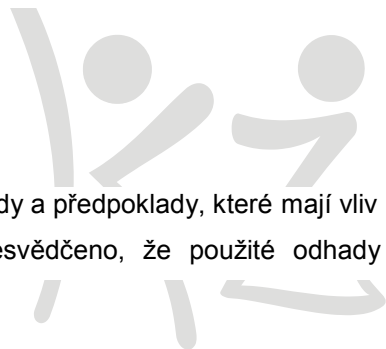 dy a předpoklady, které mají vliv
esvědčeno, že použité odhady